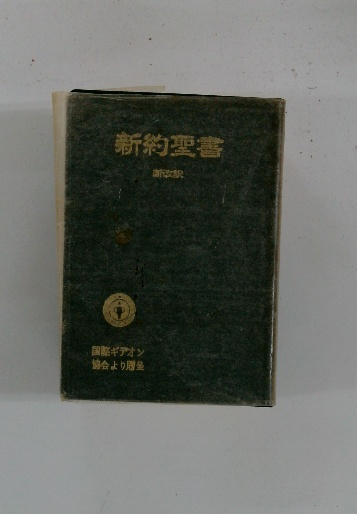 新約聖書
新改訳
国際ギデオン
協会より贈呈